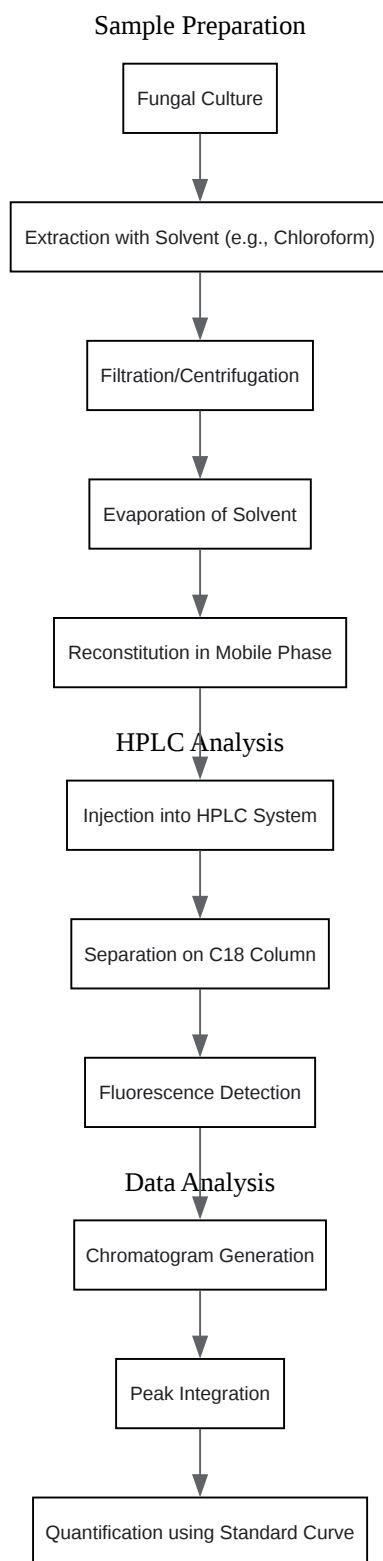 Sample Preparation
Fungal Culture
Extraction with Solvent (e.g., Chloroform)
Filtration/Centrifugation
Evaporation of Solvent
Reconstitution in Mobile Phase
HPLC Analysis
Injection into HPLC System
Separation on C18 Column
Fluorescence Detection
Data Analysis
Chromatogram Generation
Peak Integration
Quantification using Standard Curve